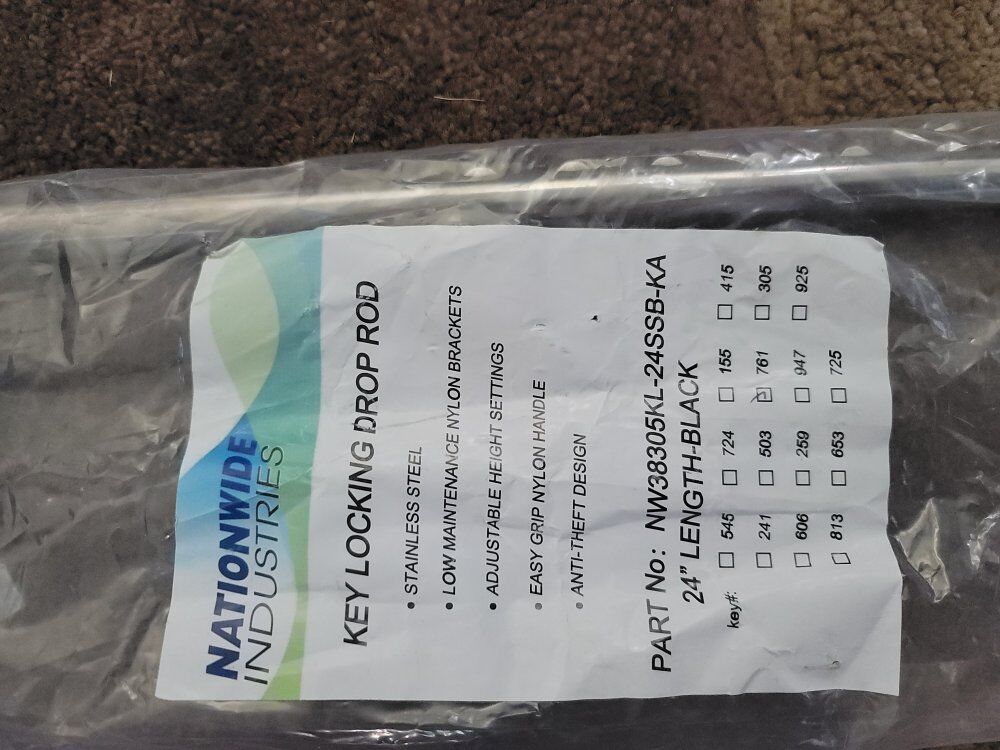 NATIONWIDE
INDUSTRIES
KEY LOCKING DROP ROD
• STAINLESS STEEL
• LOW MAINTENANCE NYLON BRACKETS
• ADJUSTABLE HEIGHT SETTINGS
• EASY GRIP NYLON HANDLE
• ANTI-THEFT DESIGN
PART No: NW38305KL-24SSB-KA
24” LENGTH-BLACK
key#: ☐ 545 ☐ 724 ☐ 155 ☐ 415
☐ 241 ☐ 503 ☑ 761 ☐ 305
☐ 606 ☐ 259 ☐ 947 ☐ 925
☐ 813 ☐ 653 ☐ 725